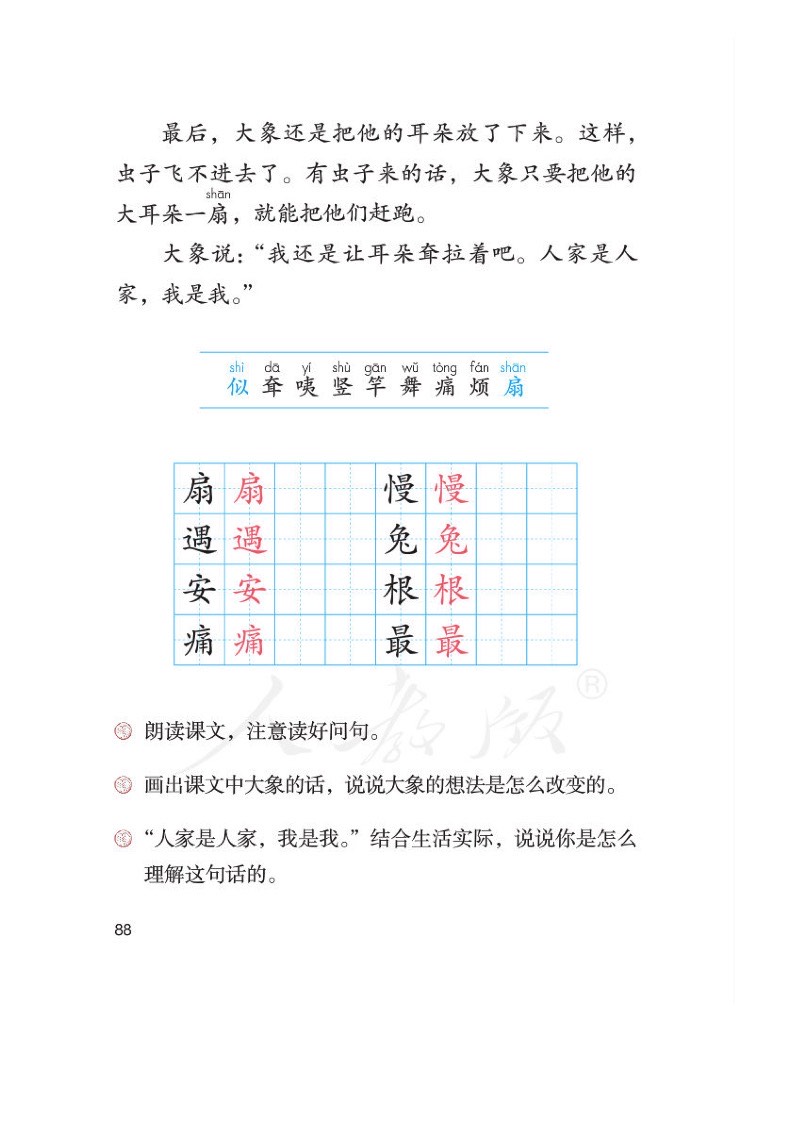 最后，大象还是把他的耳朵放了下来。这样，
虫子飞不进去了。有虫子来的话，大象只要把他的
shān
大耳朵一扇，就能把他们赶跑。
大象说：“我还是让耳朵耷拉着吧。人家是人
家，我是我。”
shì dā yí shù gān wǔ tòng fán shān
似 耷 咦 竖 竿 舞 痛 烦 扇
扇 扇 慢 慢
遇 遇 兔 兔
安 安 根 根
痛 痛 最 最
人教版®
朗读课文，注意读好问句。
画出课文中大象的话，说说大象的想法是怎么改变的。
“人家是人家，我是我。”结合生活实际，说说你是怎么
理解这句话的。
88